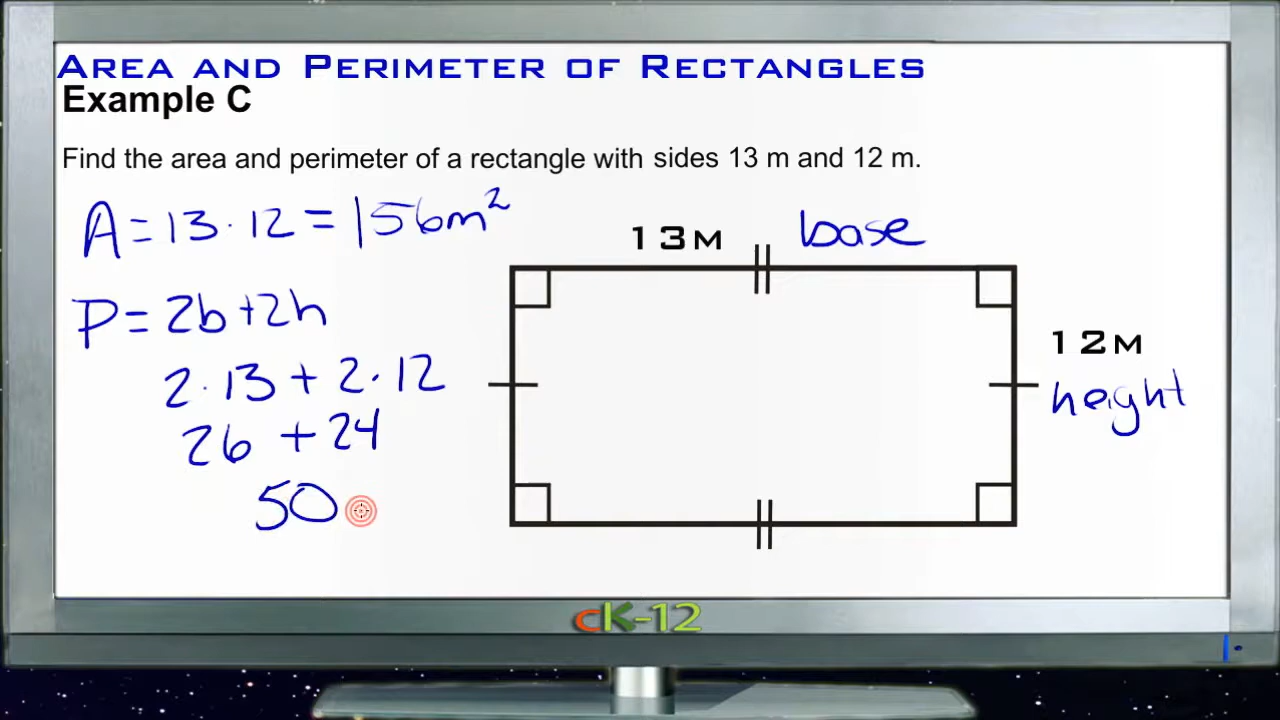 AREA AND PERIMETER OF RECTANGLES
Example C
Find the area and perimeter of a rectangle with sides 13 m and 12 m.
A = 13 · 12 = 156m²
13M base
P = 2b + 2h
12M
height
2 · 13 + 2 · 12
26 + 24
50
cK-12